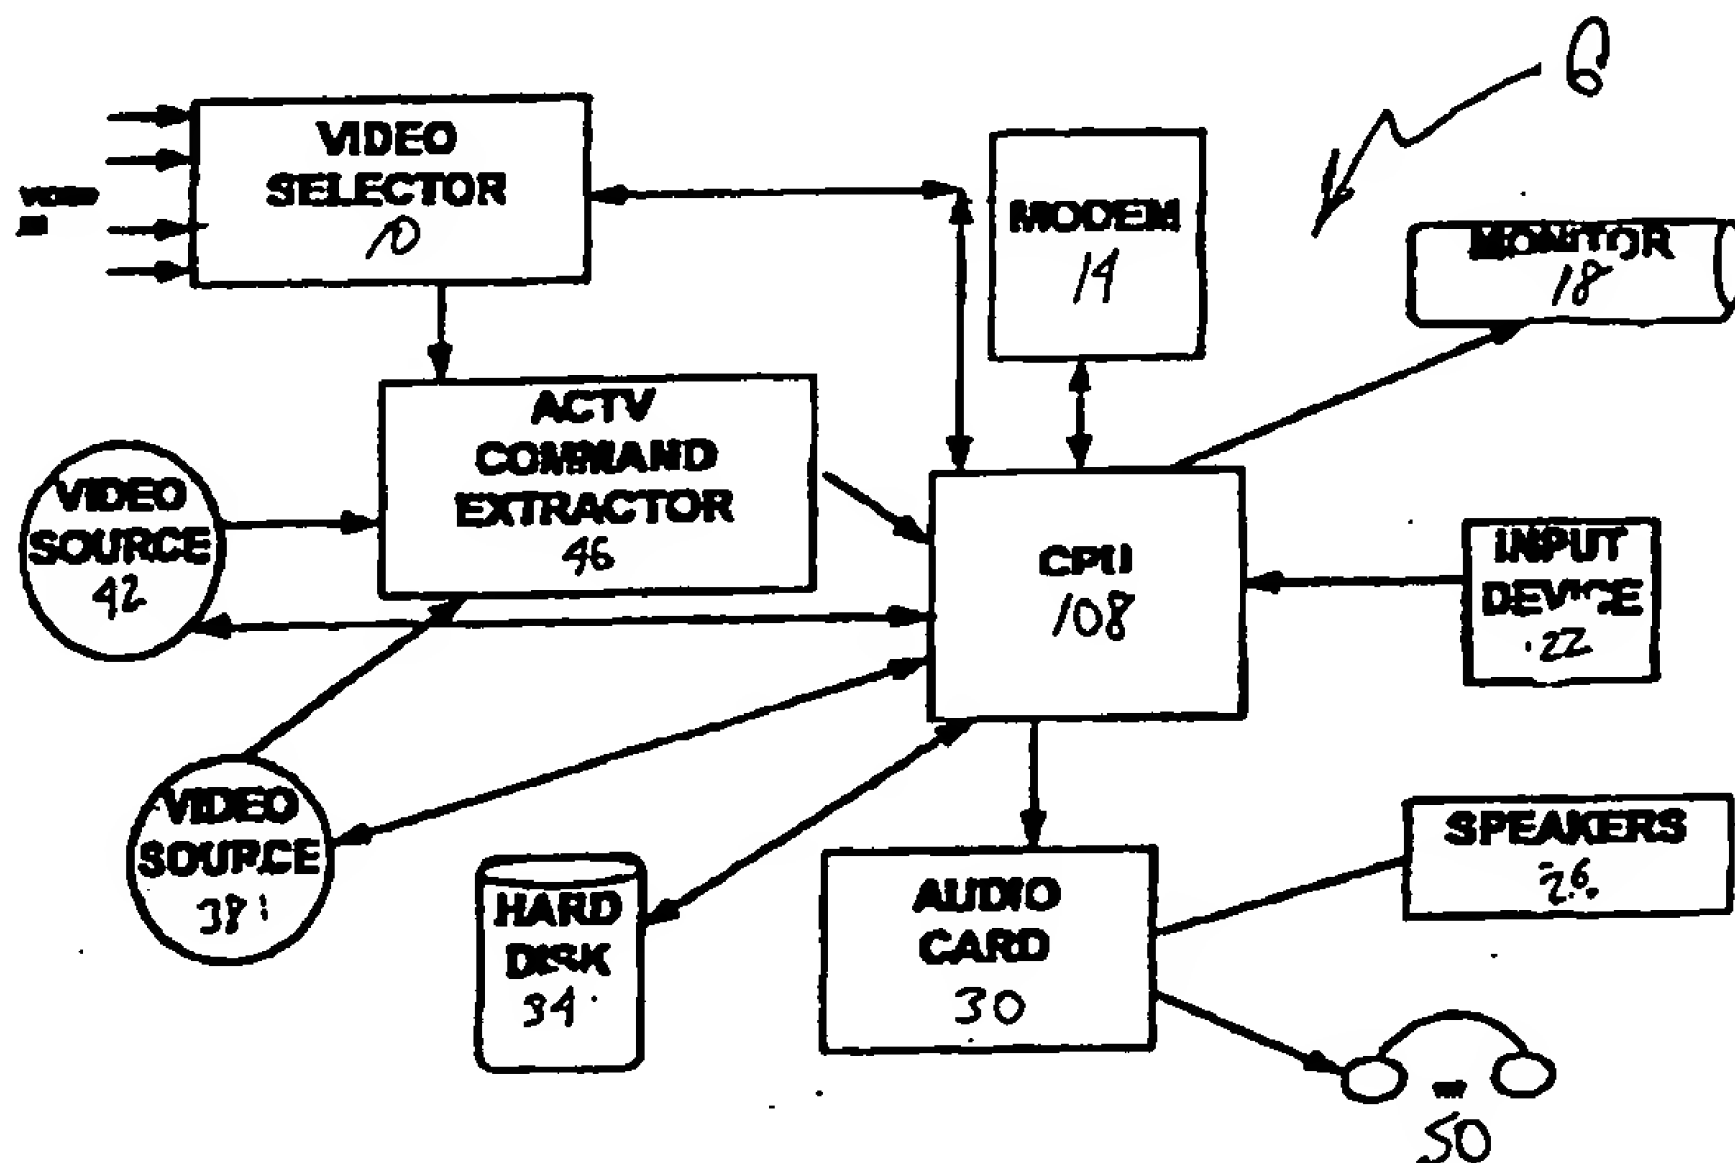 6
VIDEO
SELECTOR
10
MODEM
14
MONITOR
18
ACTV
COMMAND
EXTRACTOR
46
VIDEO
SOURCE
42
CPU
108
INPUT
DEVICE
22
VIDEO
SOURCE
38
HARD
DISK
34
AUDIO
CARD
30
SPEAKERS
26
50